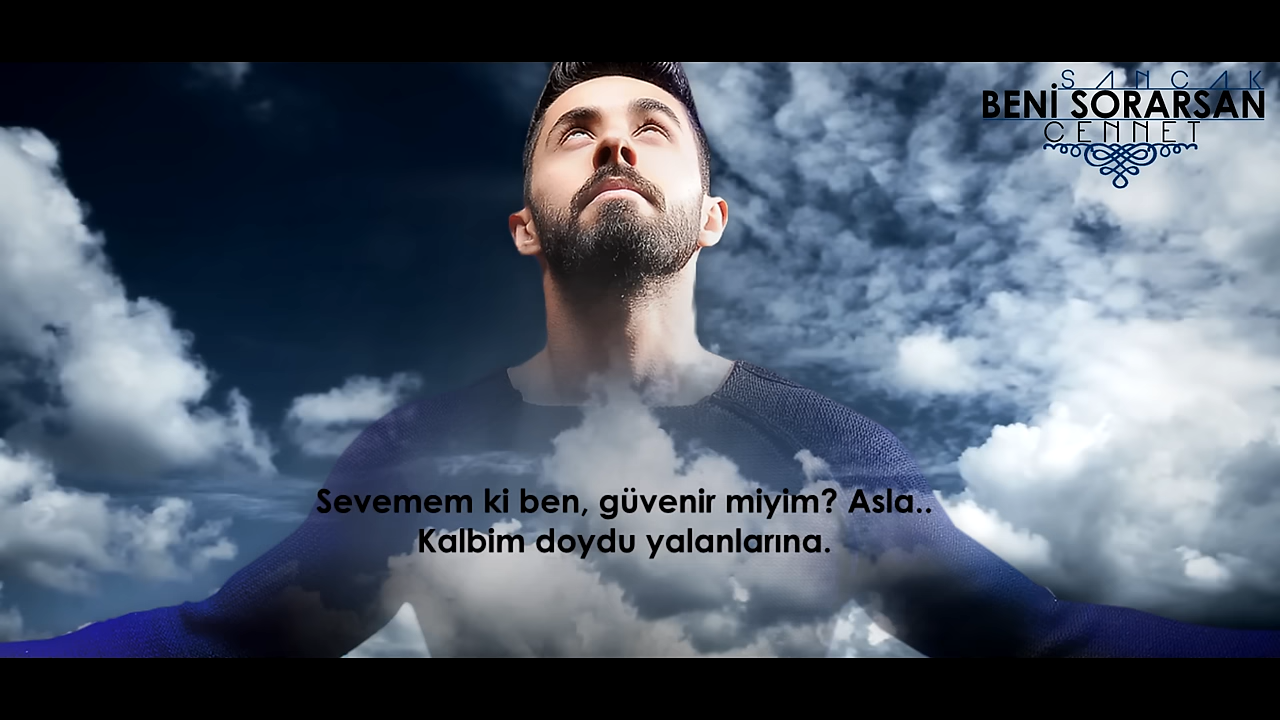 SANCAK
BENİ SORARSAN
CENNET
Sevemem ki ben, güvenir miyim? Asla..
Kalbim doydu yalanlarına.